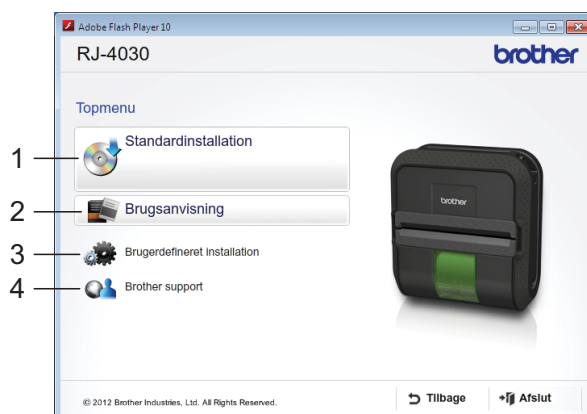 Adobe Flash Player 10
RJ-4030
brother
Topmenu
1
Standardinstallation
2
Brugsanvisning
3
Brugerdefineret installation
4
Brother support
brother
© 2012 Brother Industries, Ltd. All Rights Reserved.
Tilbage
Afslut